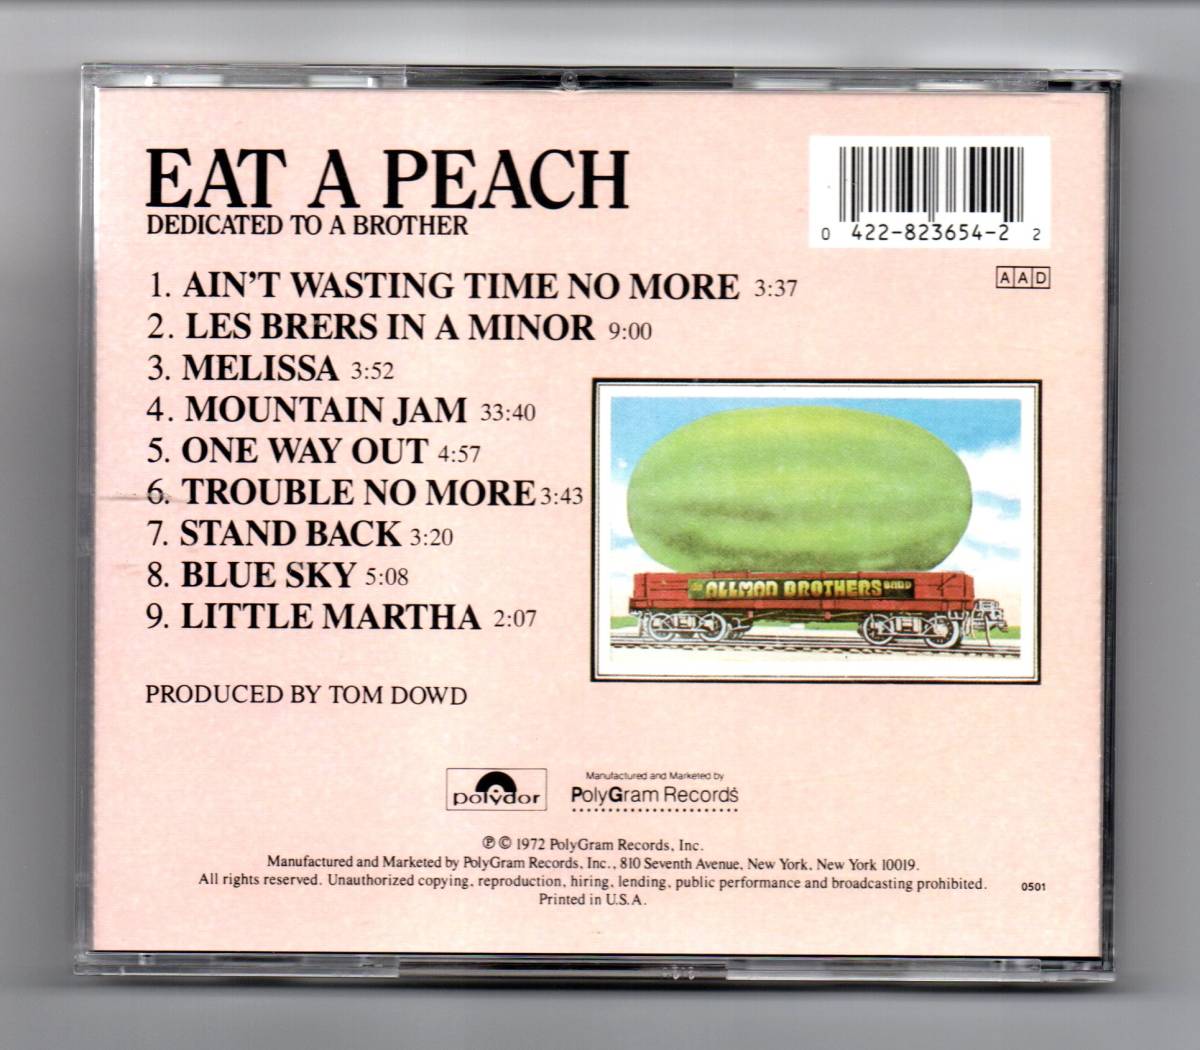 EAT A PEACH
DEDICATED TO A BROTHER
0 422-823654-2 2
AAD
1. AIN'T WASTING TIME NO MORE 3:37
2. LES BRERS IN A MINOR 9:00
3. MELISSA 3:52
4. MOUNTAIN JAM 33:40
5. ONE WAY OUT 4:57
6. TROUBLE NO MORE 3:43
7. STAND BACK 3:20
8. BLUE SKY 5:08
9. LITTLE MARTHA 2:07
ALLMAN BROTHERS BAND
PRODUCED BY TOM DOWD
polydor
Manufactured and Marketed by
PolyGram Records
℗ © 1972 PolyGram Records, Inc.
Manufactured and Marketed by PolyGram Records, Inc., 810 Seventh Avenue, New York, New York 10019.
All rights reserved. Unauthorized copying, reproduction, hiring, lending, public performance and broadcasting prohibited.
0501
Printed in U.S.A.